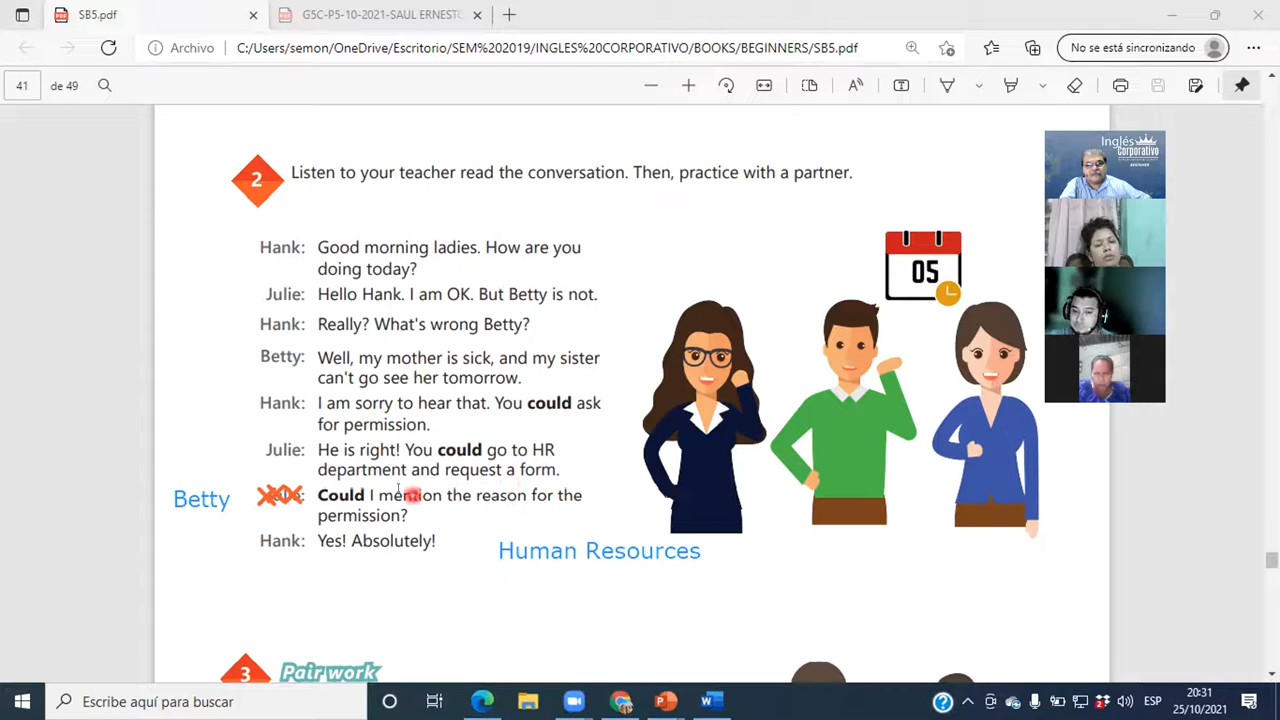 SB5.pdf
G5C-P5-10-2021-SAUL ERNESTO
Archivo
C:/Users/semon/OneDrive/Escritorio/SEM%202019/INGLES%20CORPORATIVO/BOOKS/BEGINNERS/SB5.pdf
No se está sincronizando
41
de 49
2
Listen to your teacher read the conversation. Then, practice with a partner.
Hank: Good morning ladies. How are you
doing today?
Julie: Hello Hank. I am OK. But Betty is not.
Hank: Really? What's wrong Betty?
Betty: Well, my mother is sick, and my sister
can't go see her tomorrow.
Hank: I am sorry to hear that. You could ask
for permission.
Julie: He is right! You could go to HR
department and request a form.
Betty
Could I mention the reason for the
permission?
Hank: Yes! Absolutely!
Human Resources
05
Inglés
Corporativo
BEGINNER
3
Pair work
Escribe aquí para buscar
ESP
20:31
25/10/2021